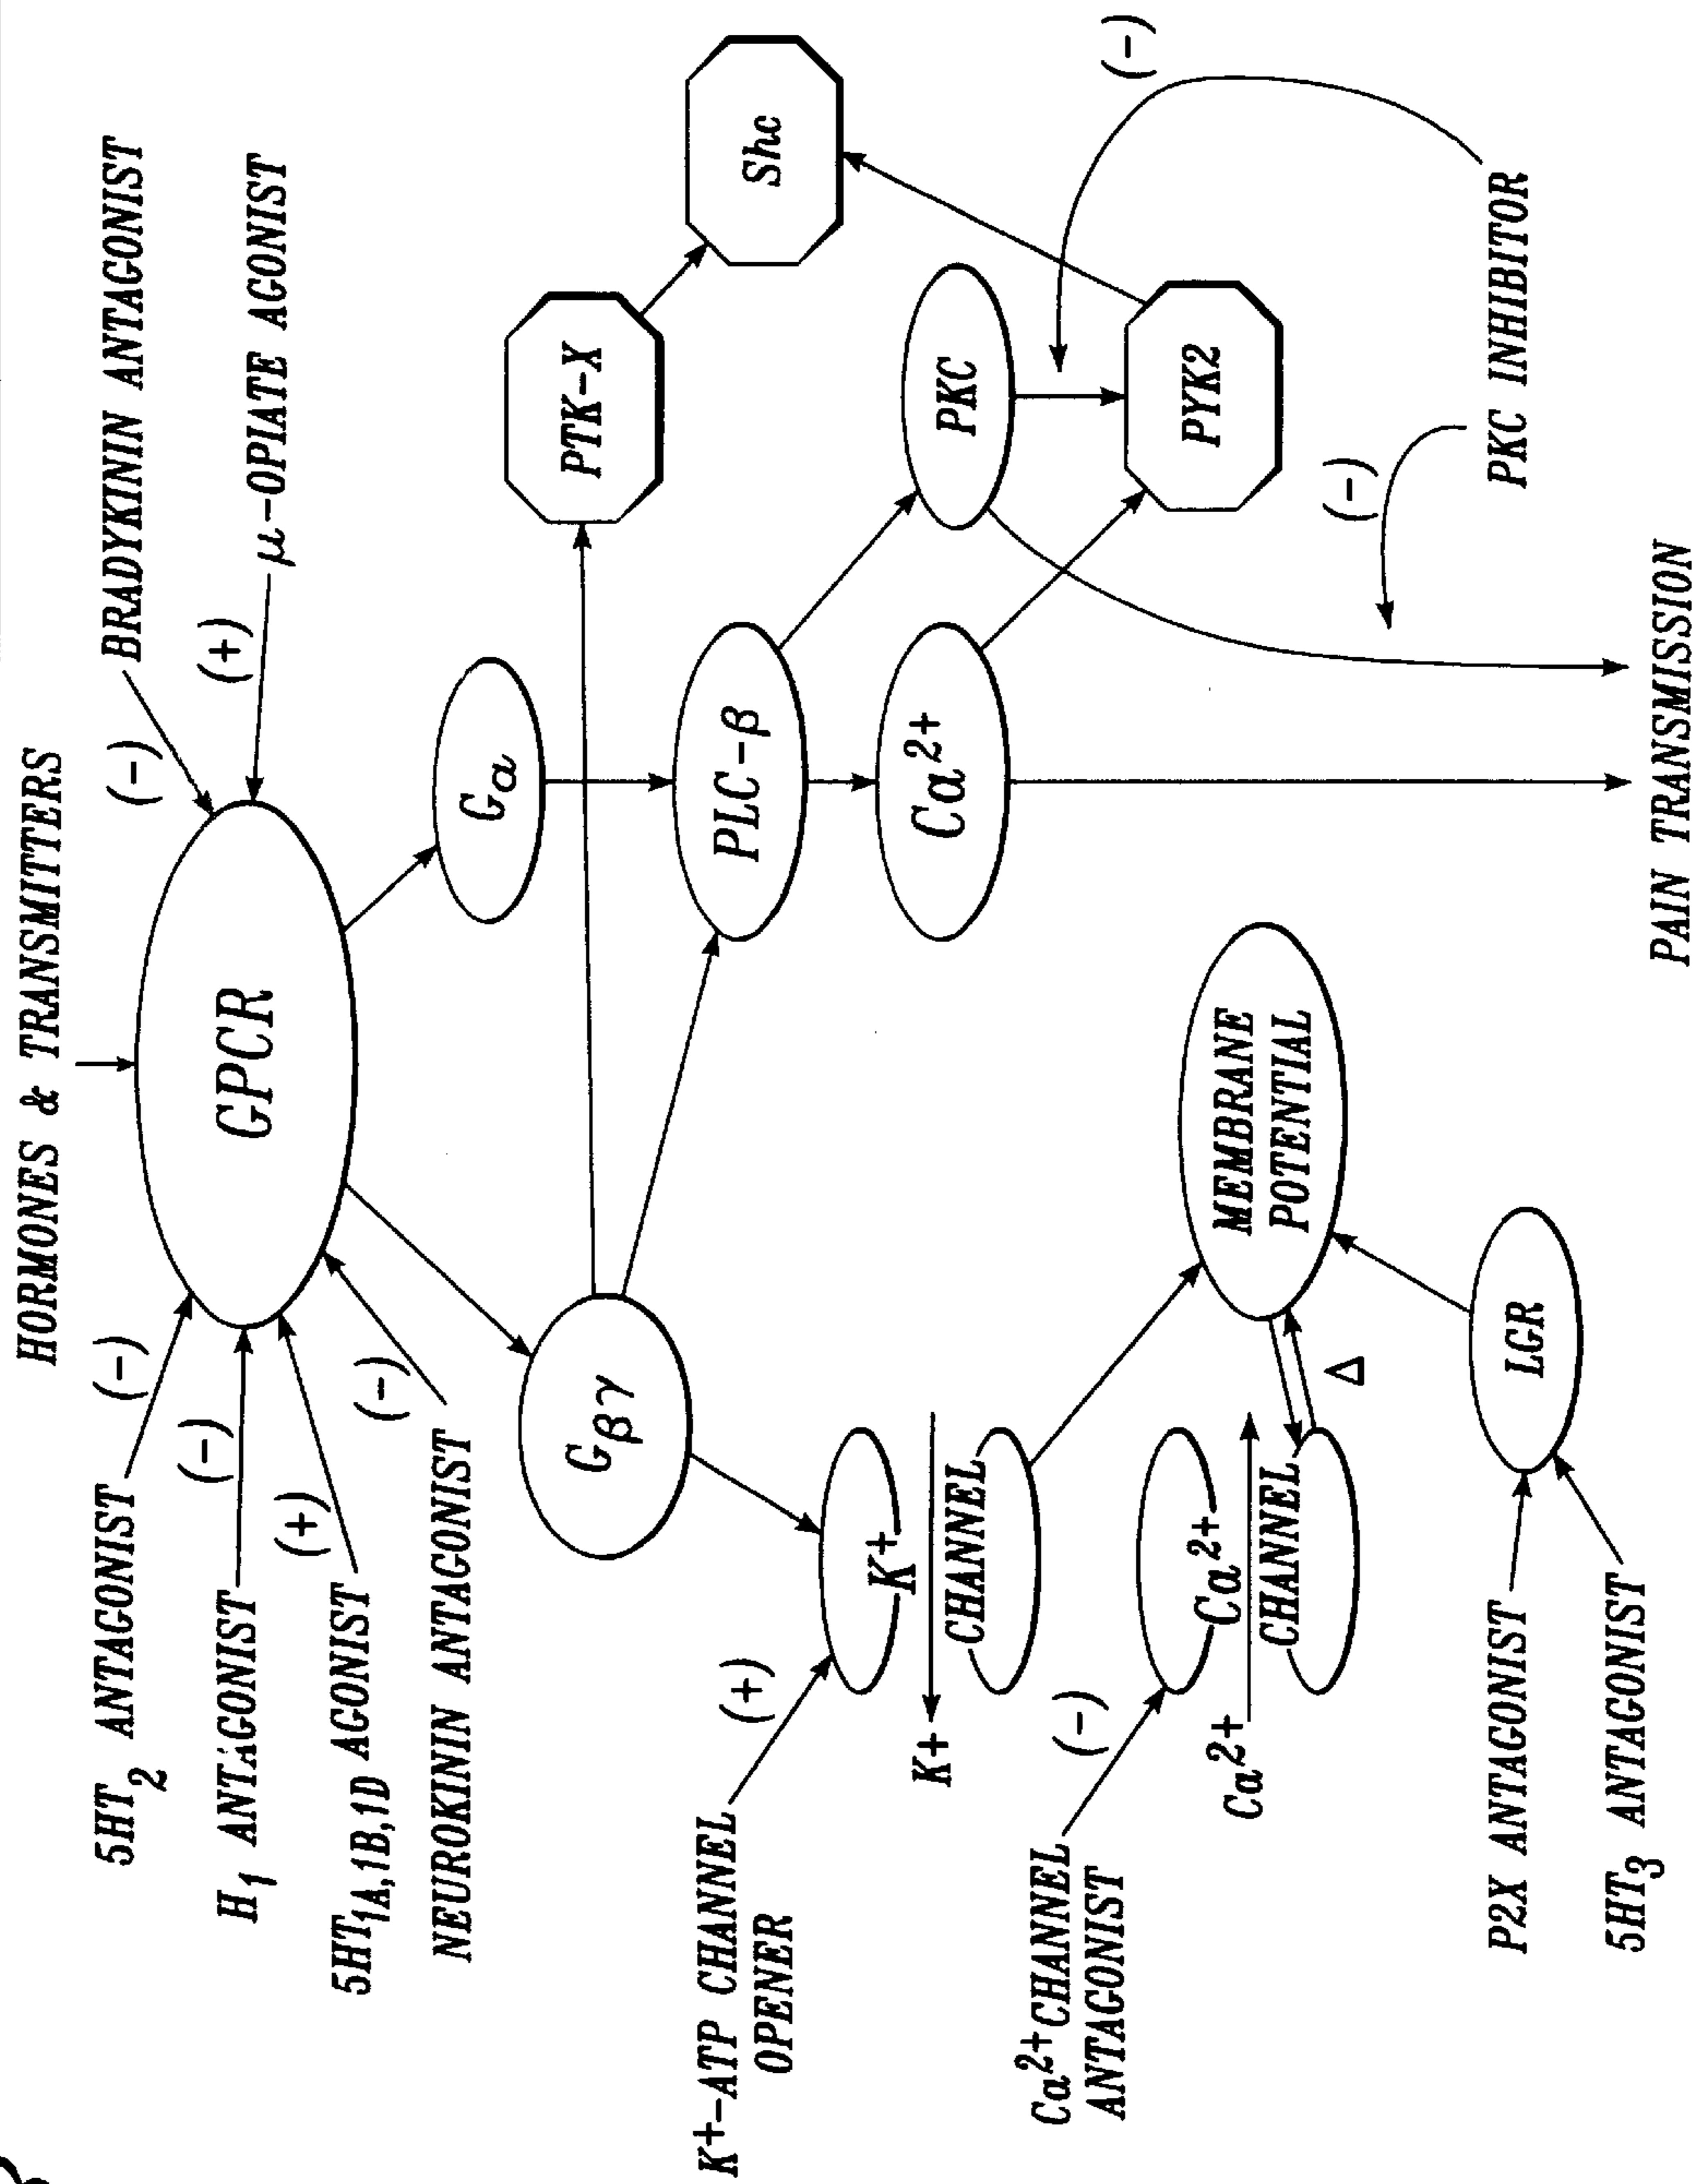 HORMONES & TRANSMITTERS
5HT2 ANTAGONIST
(-)
H1 ANTAGONIST
(-)
5HT1A,1B,1D AGONIST
(+)
NEUROKININ ANTAGONIST
(-)
GPCR
(-)
BRADYKININ ANTAGONIST
(+)
μ-OPIATE AGONIST
Gα
Gβγ
PTK-X
Shc
PLC-β
PKC
Ca2+
PYK2
(-)
(-)
PKC INHIBITOR
K+-ATP CHANNEL
OPENER
(+)
K+
K+
CHANNEL
Ca2+CHANNEL
ANTAGONIST
(-)
Ca2+
Ca2+
CHANNEL
Δ
MEMBRANE
POTENTIAL
LGR
P2X ANTAGONIST
5HT3 ANTAGONIST
PAIN TRANSMISSION